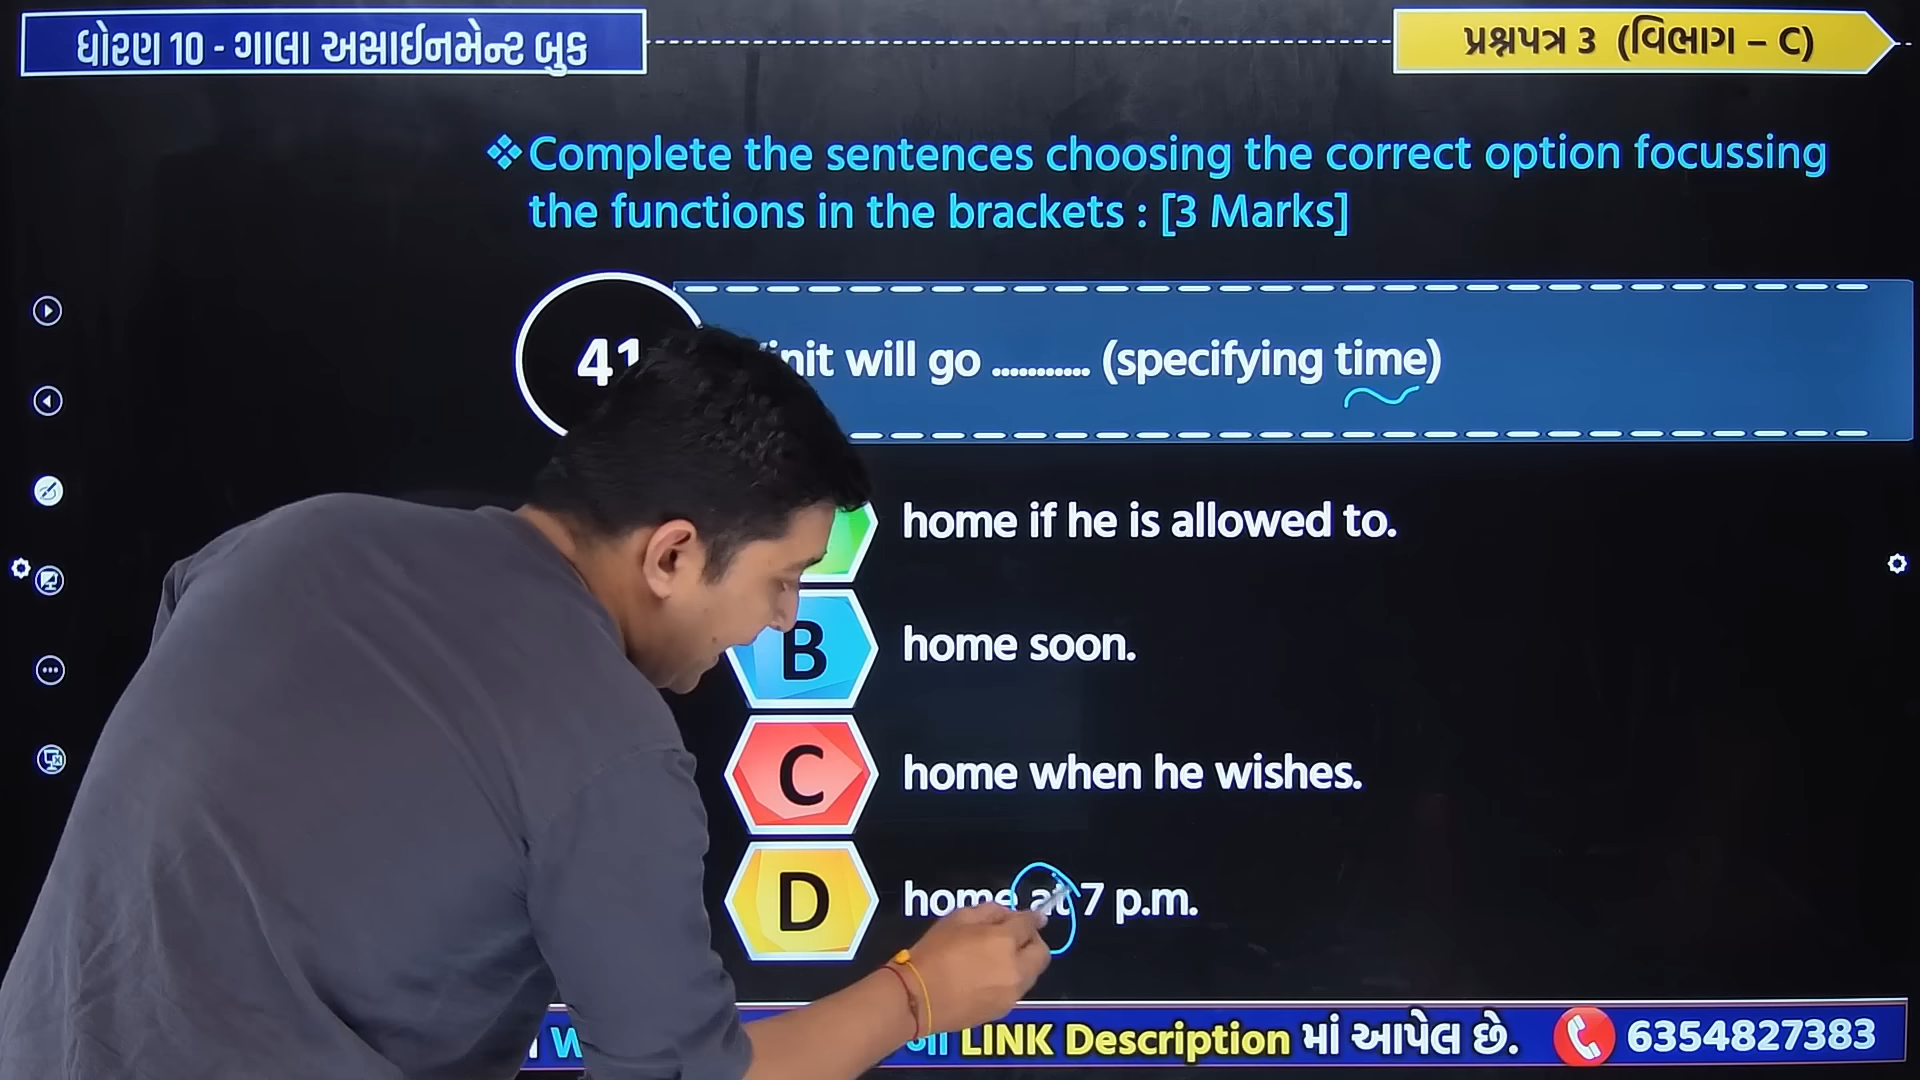 ધોરણ 10 - ગાલા અસાઈનમેન્ટ બુક
પ્રશ્નપત્ર 3 (વિભાગ – C)
❖ Complete the sentences choosing the correct option focussing
the functions in the brackets : [3 Marks]
41 will go ........... (specifying time)
home if he is allowed to.
B home soon.
C home when he wishes.
D home at 7 p.m.
LINK Description માં આપેલ છે. 6354827383